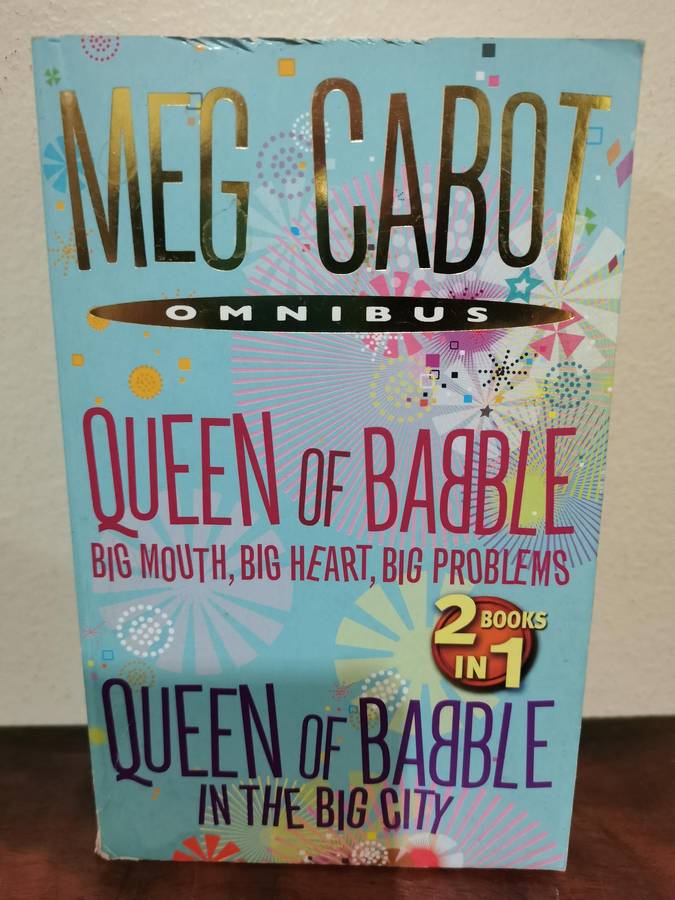 MEG CABOT
OMNIBUS
QUEEN OF BABBLE
BIG MOUTH, BIG HEART, BIG PROBLEMS
2 BOOKS
IN 1
QUEEN OF BABBLE
IN THE BIG CITY